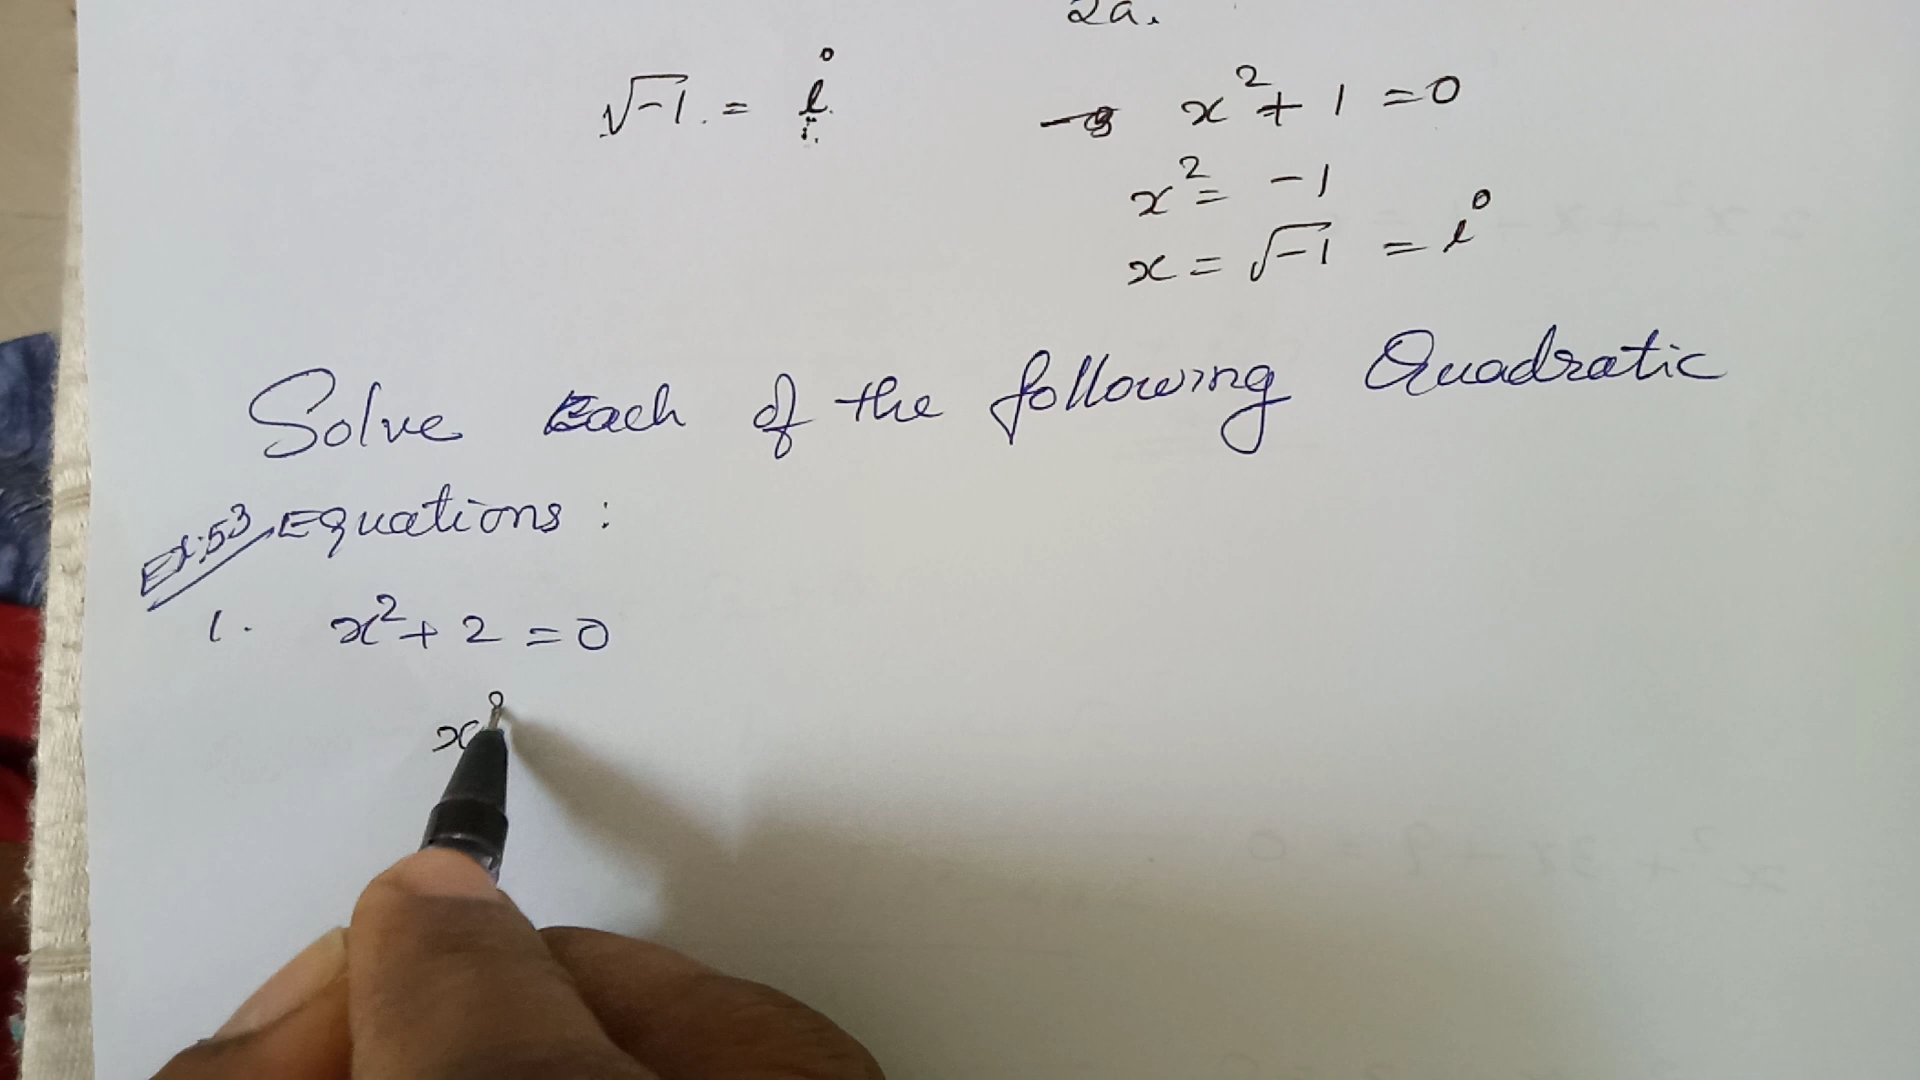 2a.
√-1 = i
x² + 1 = 0
x² = -1
x = √-1 = i
Solve Each of the following Quadratic
Ex:5.3 Equations :
1. x² + 2 = 0
x